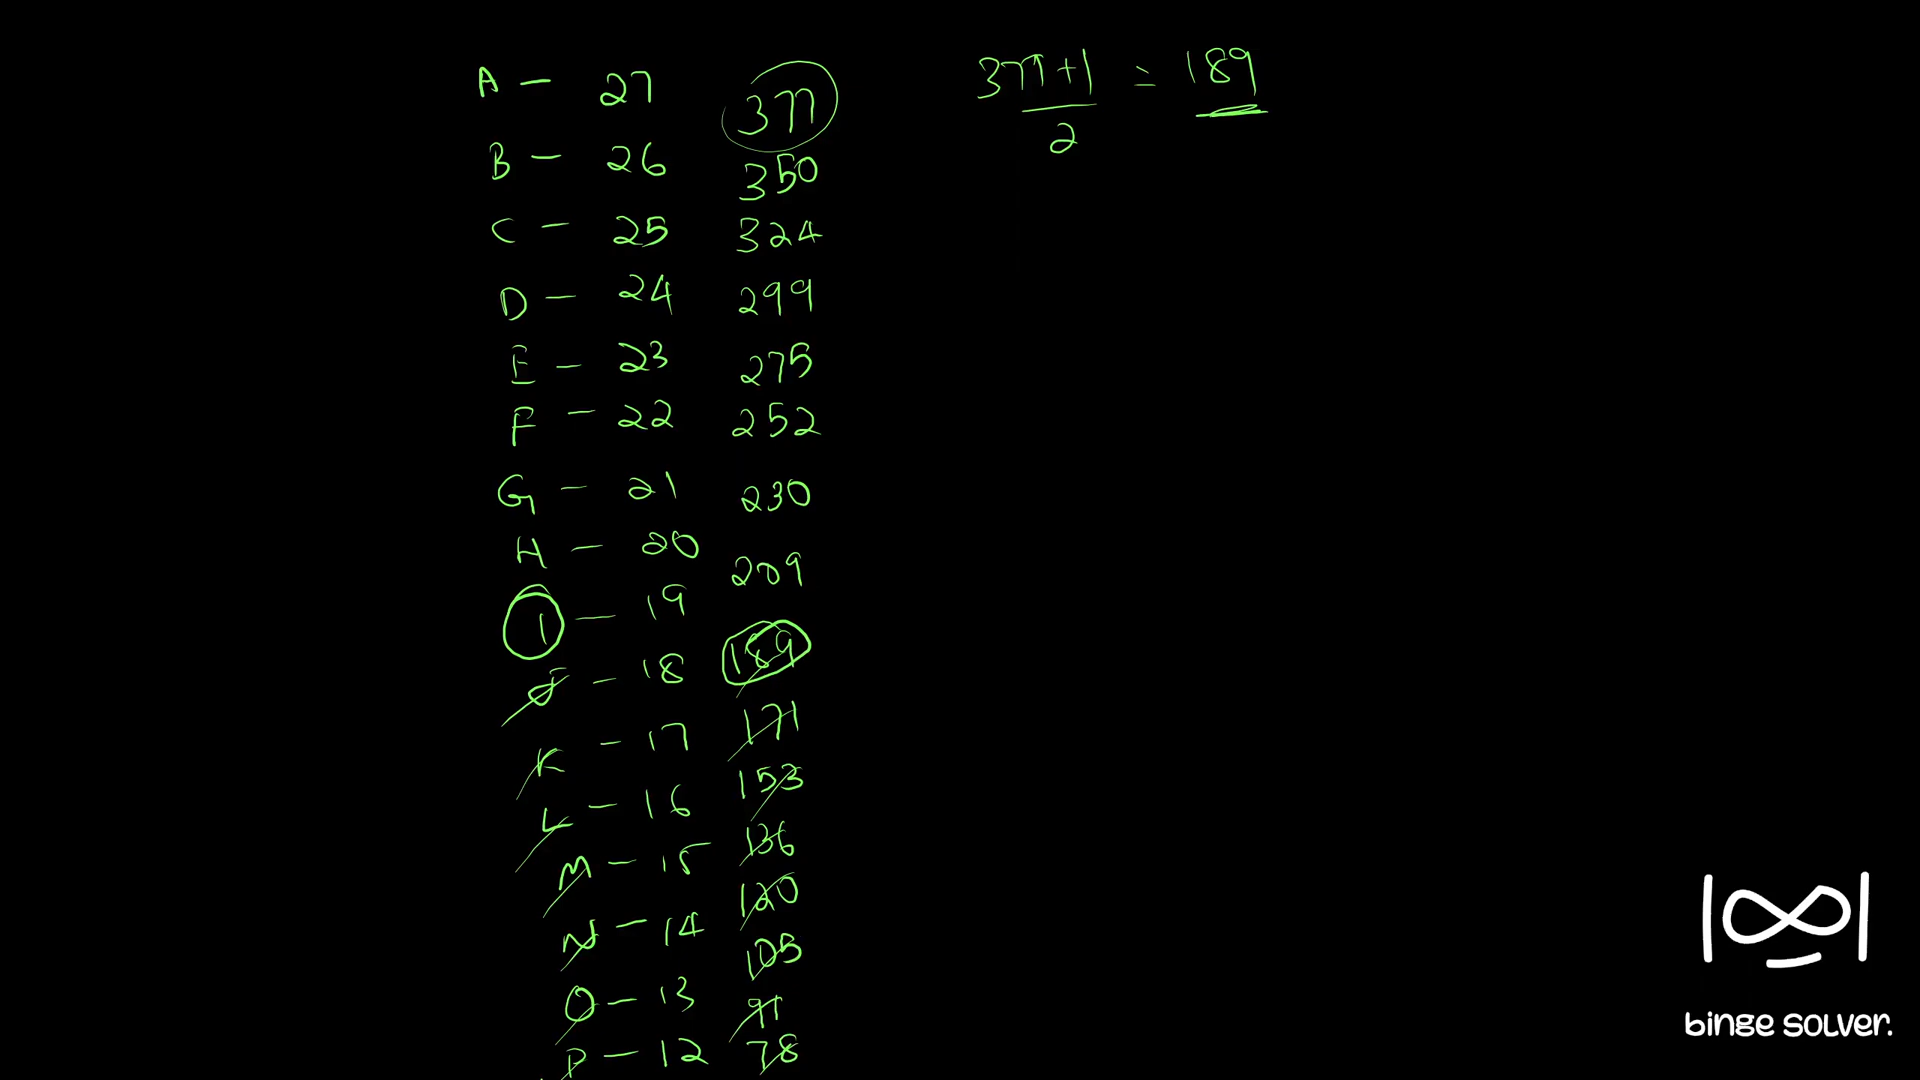 A - 27 377
377+1 = 189
2
B - 26 350
C - 25 324
D - 24 299
E - 23 275
F - 22 252
G - 21 230
H - 20 209
I - 19 189
J - 18 171
K - 17 153
L - 16 136
M - 15 120
N - 14 105
O - 13 91
P - 12 78
binge solver.